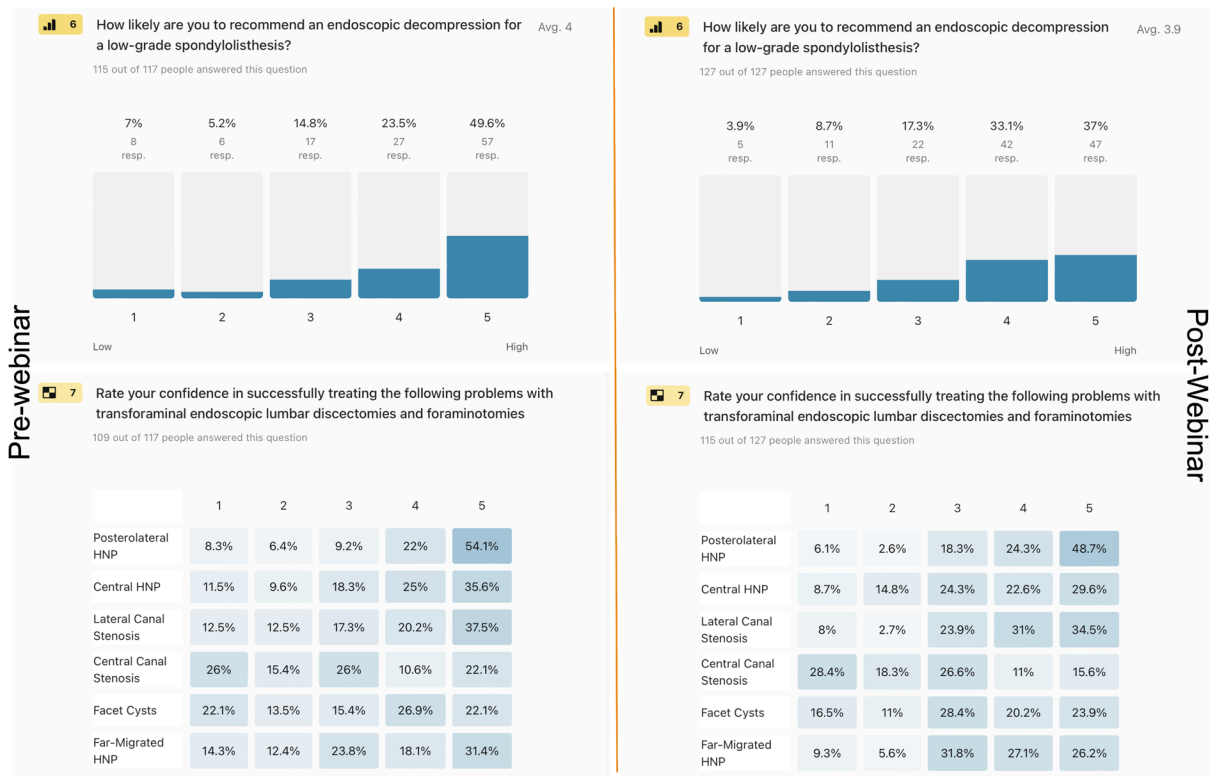 6 How likely are you to recommend an endoscopic decompression for Avg. 4
a low-grade spondylolisthesis?
115 out of 117 people answered this question
7% 5.2% 14.8% 23.5% 49.6%
8 6 17 27 57
resp. resp. resp. resp. resp.
1 2 3 4 5
Low High
Pre-webinar
7 Rate your confidence in successfully treating the following problems with
transforaminal endoscopic lumbar discectomies and foraminotomies
109 out of 117 people answered this question
1 2 3 4 5
Posterolateral
HNP 8.3% 6.4% 9.2% 22% 54.1%
Central HNP 11.5% 9.6% 18.3% 25% 35.6%
Lateral Canal
Stenosis 12.5% 12.5% 17.3% 20.2% 37.5%
Central Canal
Stenosis 26% 15.4% 26% 10.6% 22.1%
Facet Cysts 22.1% 13.5% 15.4% 26.9% 22.1%
Far-Migrated
HNP 14.3% 12.4% 23.8% 18.1% 31.4%
6 How likely are you to recommend an endoscopic decompression Avg. 3.9
for a low-grade spondylolisthesis?
127 out of 127 people answered this question
3.9% 8.7% 17.3% 33.1% 37%
5 11 22 42 47
resp. resp. resp. resp. resp.
1 2 3 4 5
Low High
Post-Webinar
7 Rate your confidence in successfully treating the following problems with
transforaminal endoscopic lumbar discectomies and foraminotomies
115 out of 127 people answered this question
1 2 3 4 5
Posterolateral
HNP 6.1% 2.6% 18.3% 24.3% 48.7%
Central HNP 8.7% 14.8% 24.3% 22.6% 29.6%
Lateral Canal
Stenosis 8% 2.7% 23.9% 31% 34.5%
Central Canal
Stenosis 28.4% 18.3% 26.6% 11% 15.6%
Facet Cysts 16.5% 11% 28.4% 20.2% 23.9%
Far-Migrated
HNP 9.3% 5.6% 31.8% 27.1% 26.2%